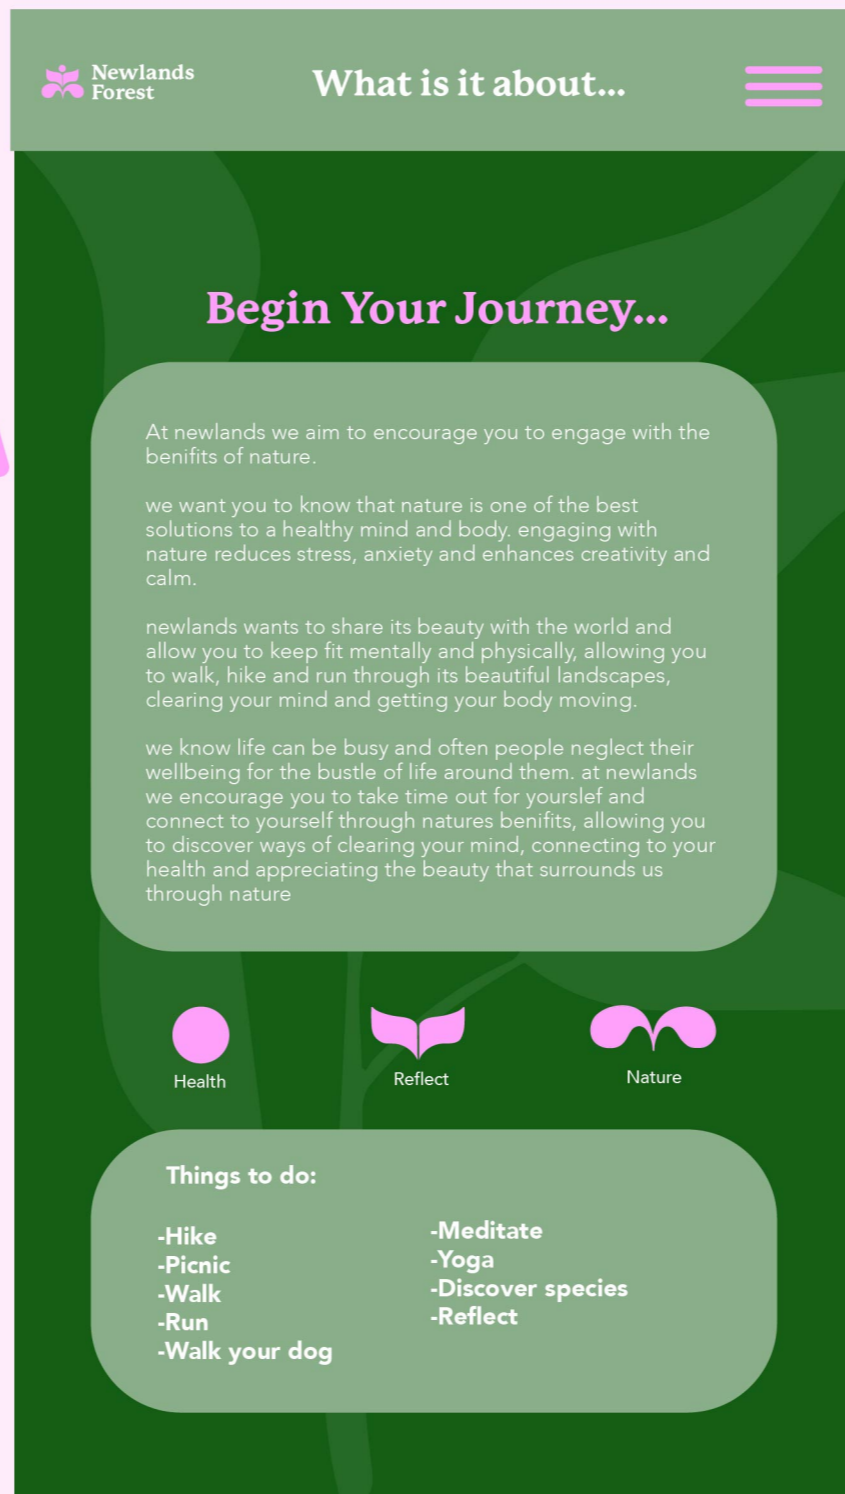 Newlands
Forest
What is it about...
Begin Your Journey...
At newlands we aim to encourage you to engage with the
benifits of nature.
we want you to know that nature is one of the best
solutions to a healthy mind and body. engaging with
nature reduces stress, anxiety and enhances creativity and
calm.
newlands wants to share its beauty with the world and
allow you to keep fit mentally and physically, allowing you
to walk, hike and run through its beautiful landscapes,
clearing your mind and getting your body moving.
we know life can be busy and often people neglect their
wellbeing for the bustle of life around them. at newlands
we encourage you to take time out for yourslef and
connect to yourself through natures benifits, allowing you
to discover ways of clearing your mind, connecting to your
health and appreciating the beauty that surrounds us
through nature
Health
Reflect
Nature
Things to do:
-Hike
-Picnic
-Walk
-Run
-Walk your dog
-Meditate
-Yoga
-Discover species
-Reflect